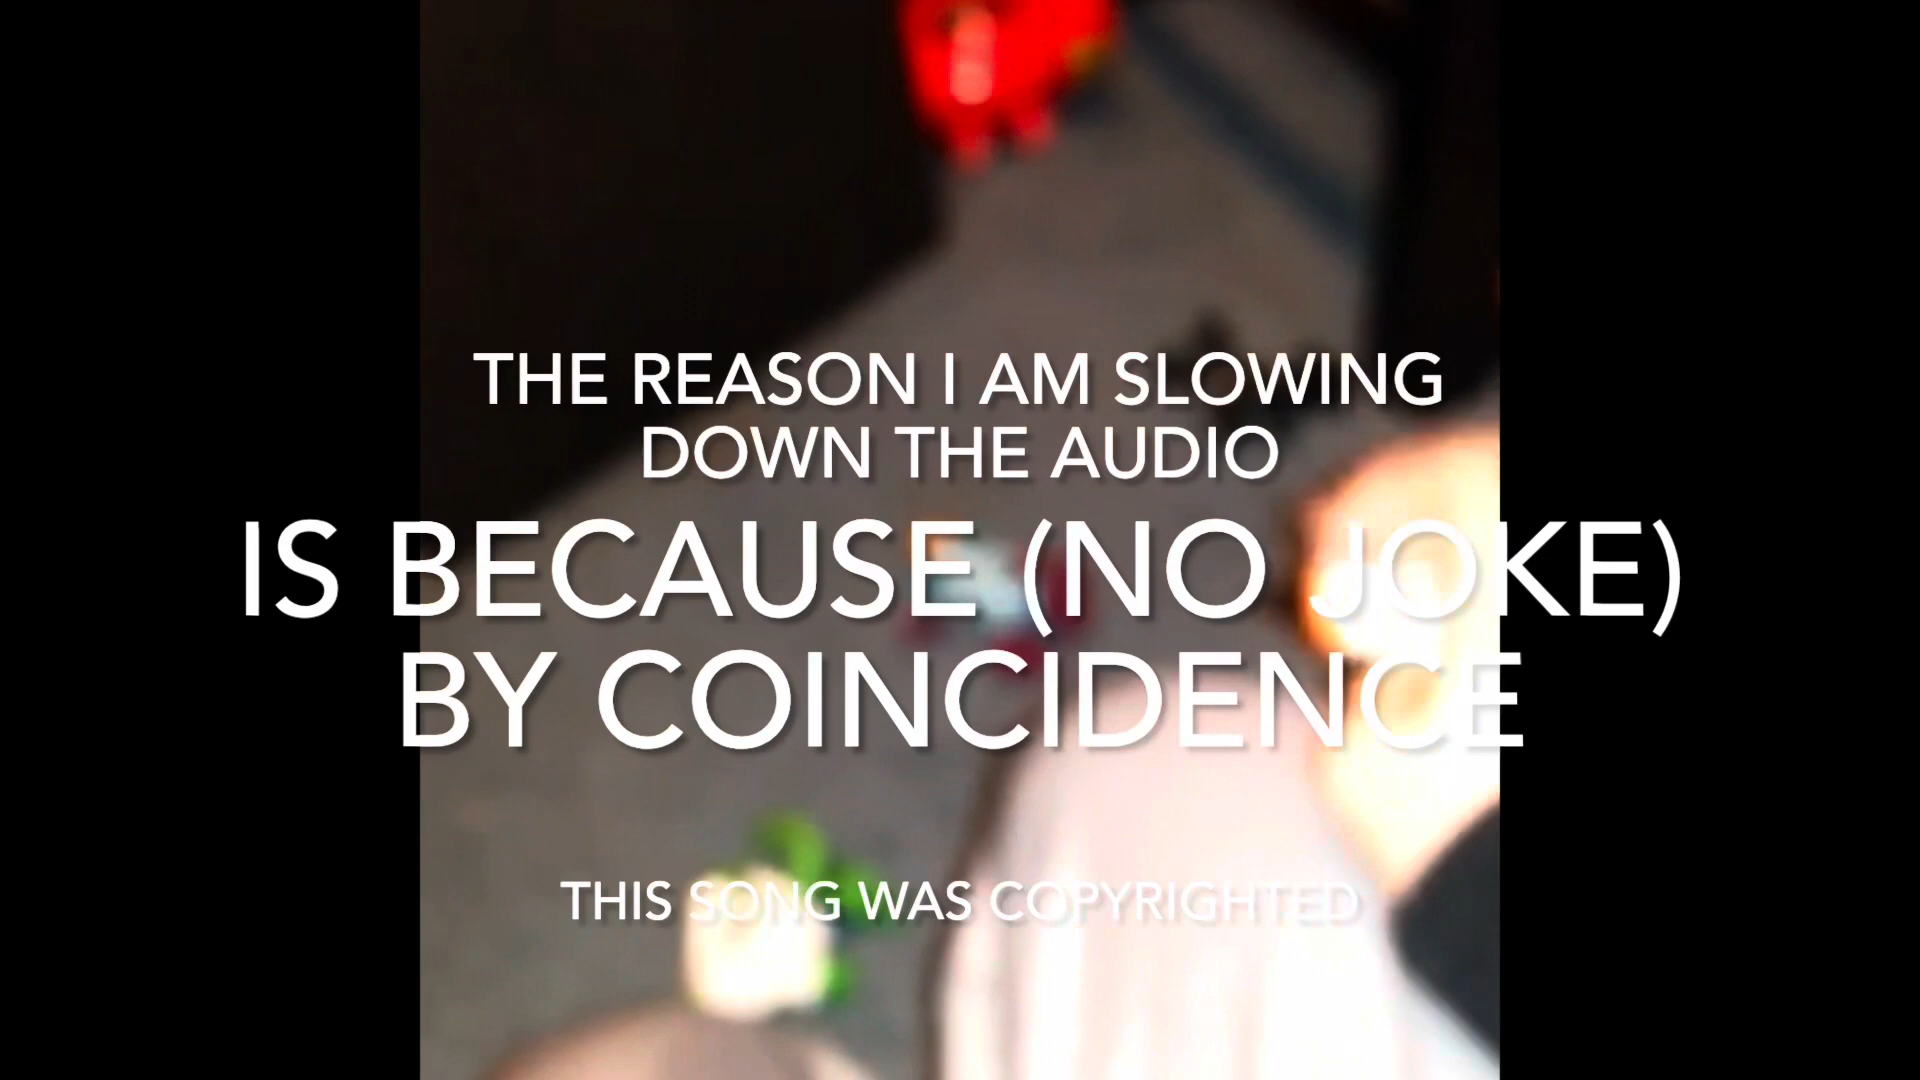 THE REASON I AM SLOWING
DOWN THE AUDIO
IS BECAUSE (NO JOKE)
BY COINCIDENCE
THIS SONG WAS COPYRIGHTED